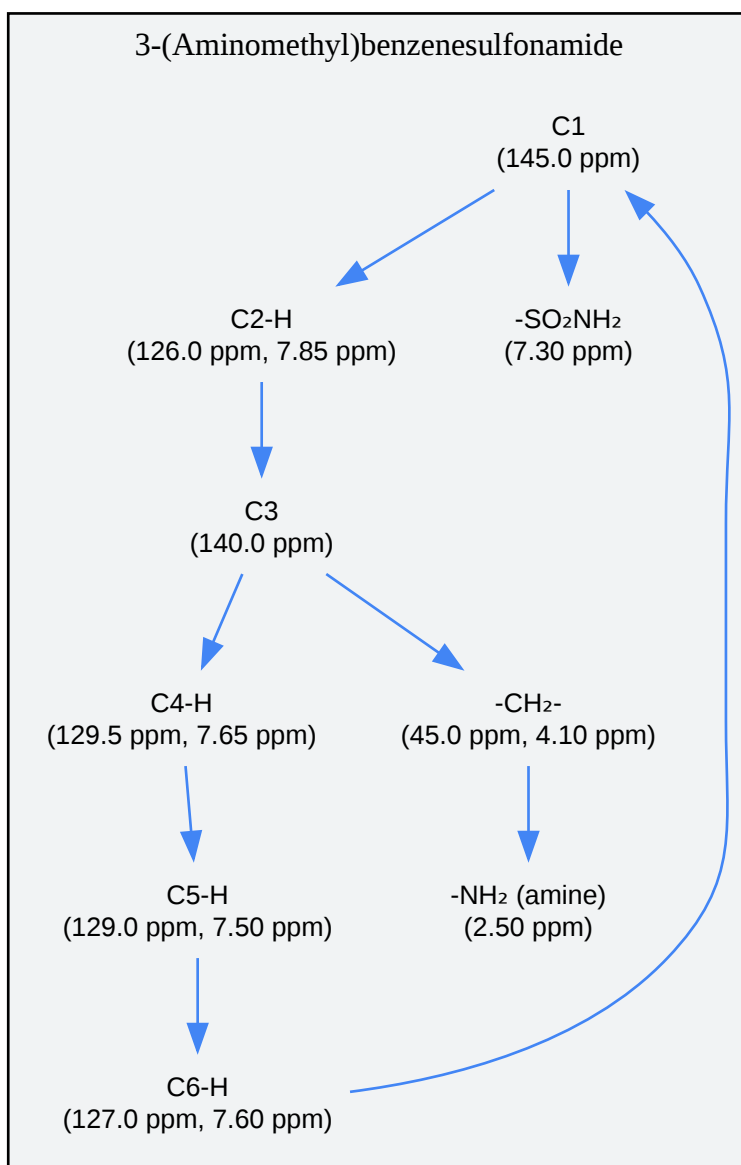 3-(Aminomethyl)benzenesulfonamide
C1
(145.0 ppm)
C2-H
(126.0 ppm, 7.85 ppm)
-SO₂NH₂
(7.30 ppm)
C3
(140.0 ppm)
C4-H
(129.5 ppm, 7.65 ppm)
-CH₂-
(45.0 ppm, 4.10 ppm)
C5-H
(129.0 ppm, 7.50 ppm)
-NH₂ (amine)
(2.50 ppm)
C6-H
(127.0 ppm, 7.60 ppm)